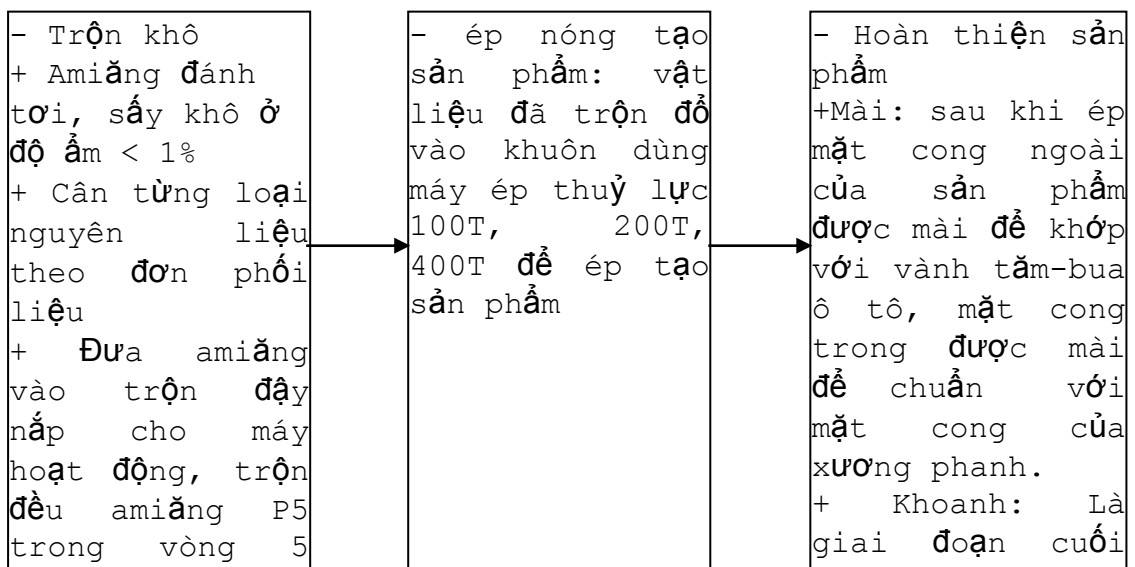 - Trộn khô
+ Amiăng đánh
tơi, sấy khô ở
độ ẩm < 1%
+ Cân từng loại
nguyên liệu
theo đơn phối
liệu
+ Đưa amiăng
vào trộn đậy
nắp cho máy
hoạt động, trộn
đều amiăng P5
trong vòng 5
- ép nóng tạo
sản phẩm: vật
liệu đã trộn đổ
vào khuôn dùng
máy ép thuỷ lực
100T, 200T,
400T để ép tạo
sản phẩm
- Hoàn thiện sản
phẩm
+Mài: sau khi ép
mặt cong ngoài
của sản phẩm
được mài để khớp
với vành tăm-bua
ô tô, mặt cong
trong được mài
để chuẩn với
mặt cong của
xương phanh.
+ Khoanh: Là
giai đoạn cuối